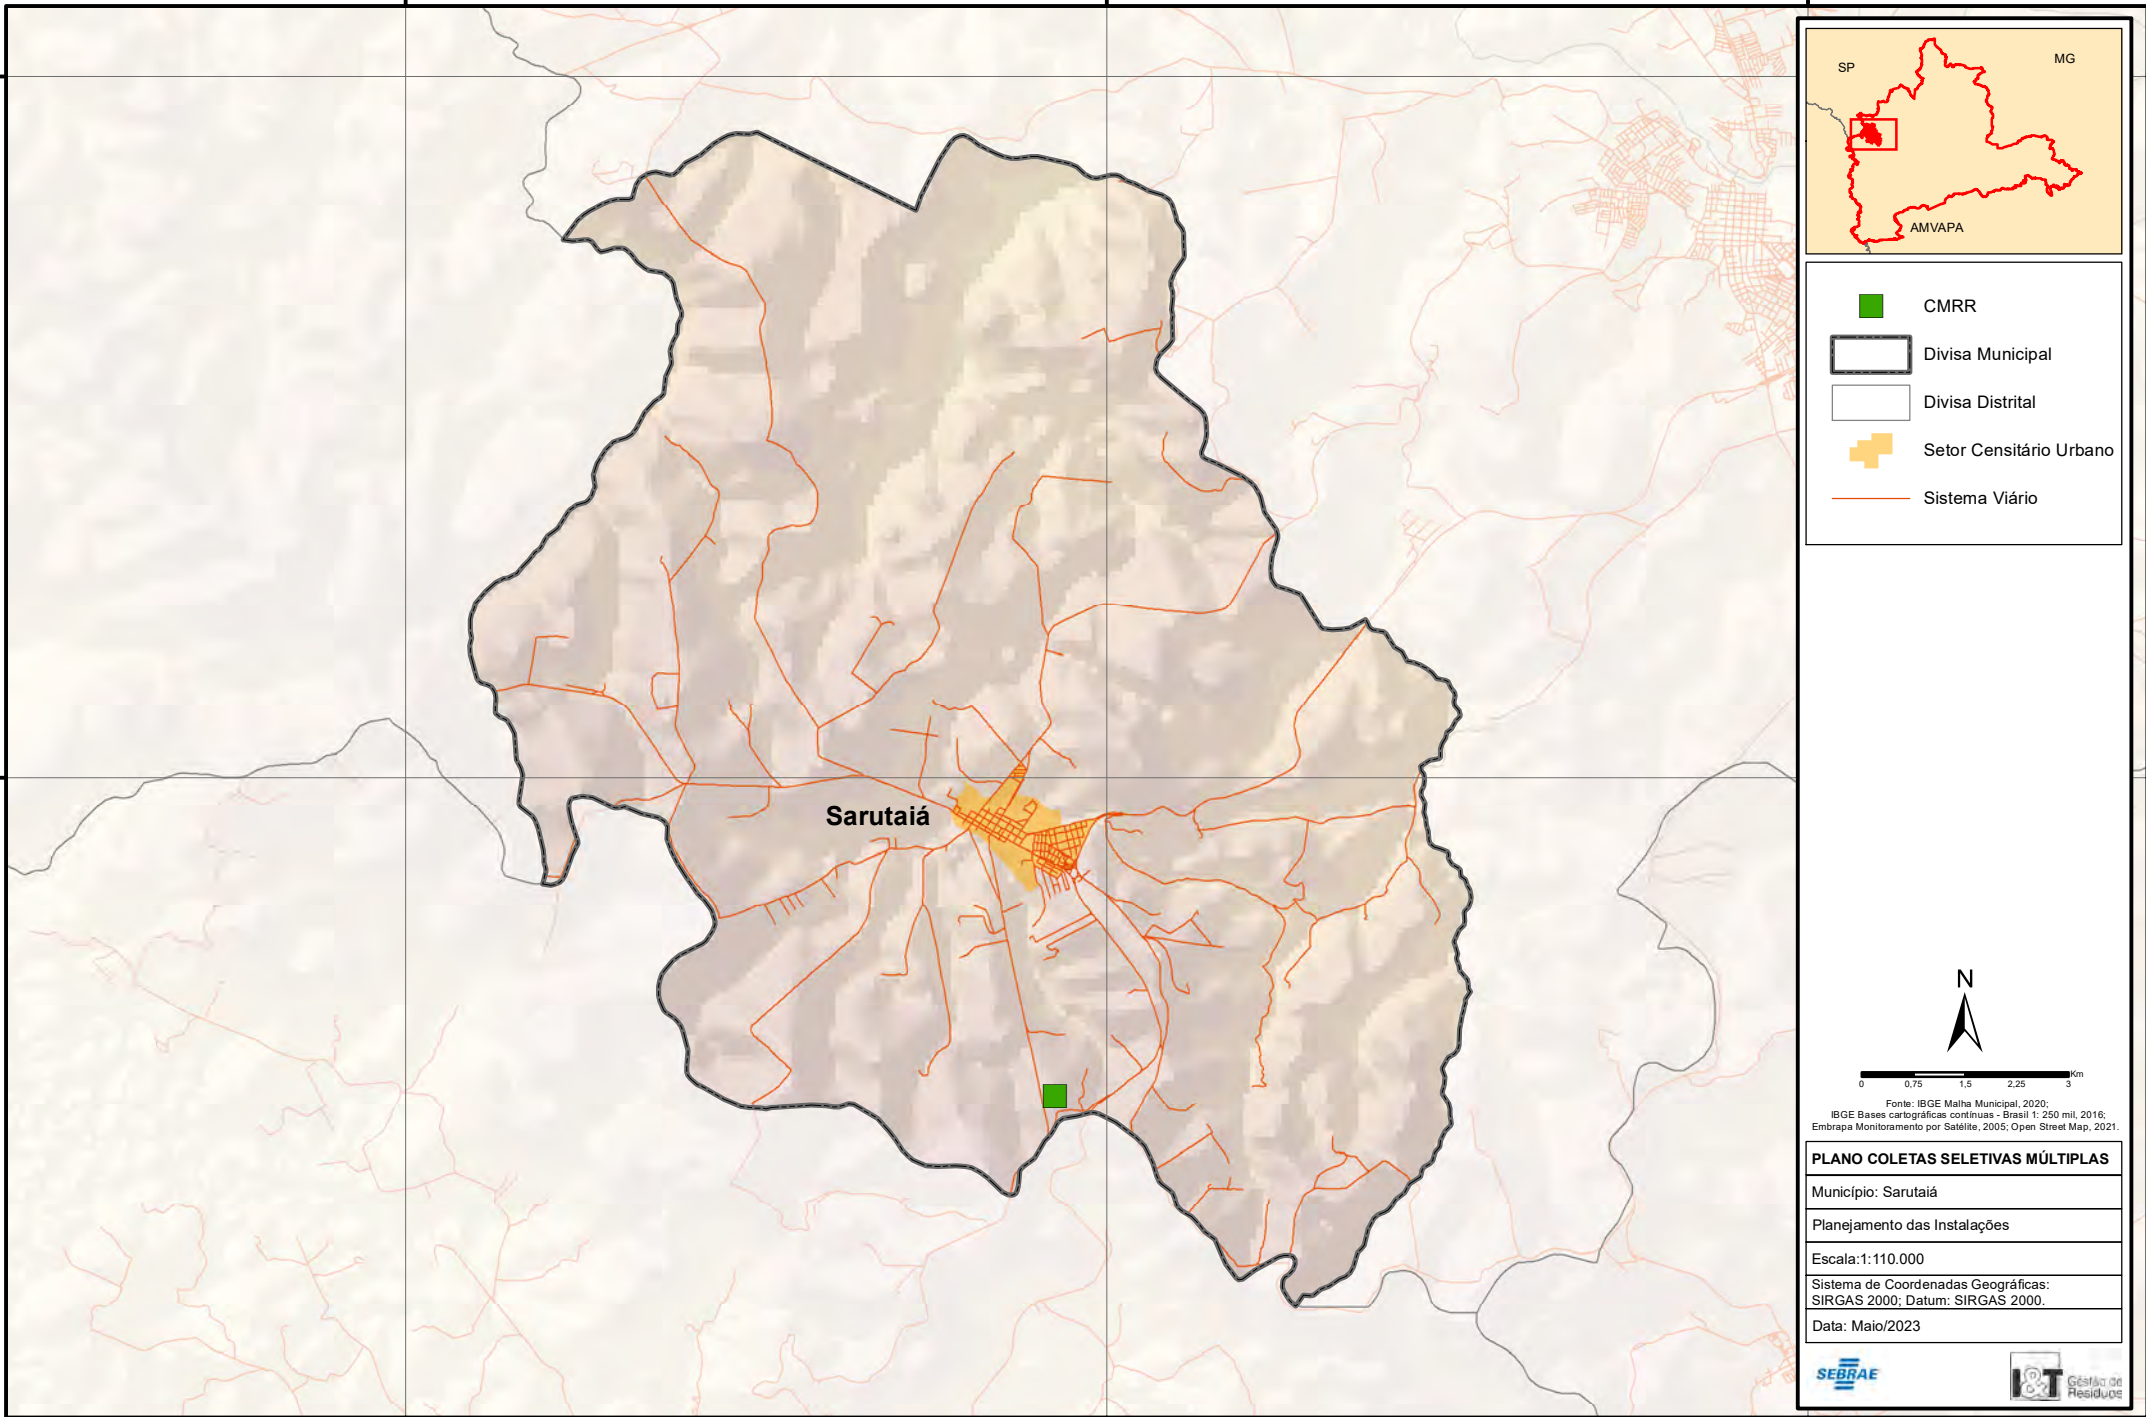 Sarutaiá
SP
MG
AMVAPA
CMRR
Divisa Municipal
Divisa Distrital
Setor Censitário Urbano
Sistema Viário
N
Km
0 0,75 1,5 2,25 3
Fonte: IBGE Malha Municipal, 2020;
IBGE Bases cartográficas contínuas - Brasil 1: 250 mil, 2016;
Embrapa Monitoramento por Satélite, 2005; Open Street Map, 2021.
PLANO COLETAS SELETIVAS MÚLTIPLAS
Município: Sarutaiá
Planejamento das Instalações
Escala:1:110.000
Sistema de Coordenadas Geográficas:
SIRGAS 2000; Datum: SIRGAS 2000.
Data: Maio/2023
SEBRAE
I&T
Gestão de
Resíduos